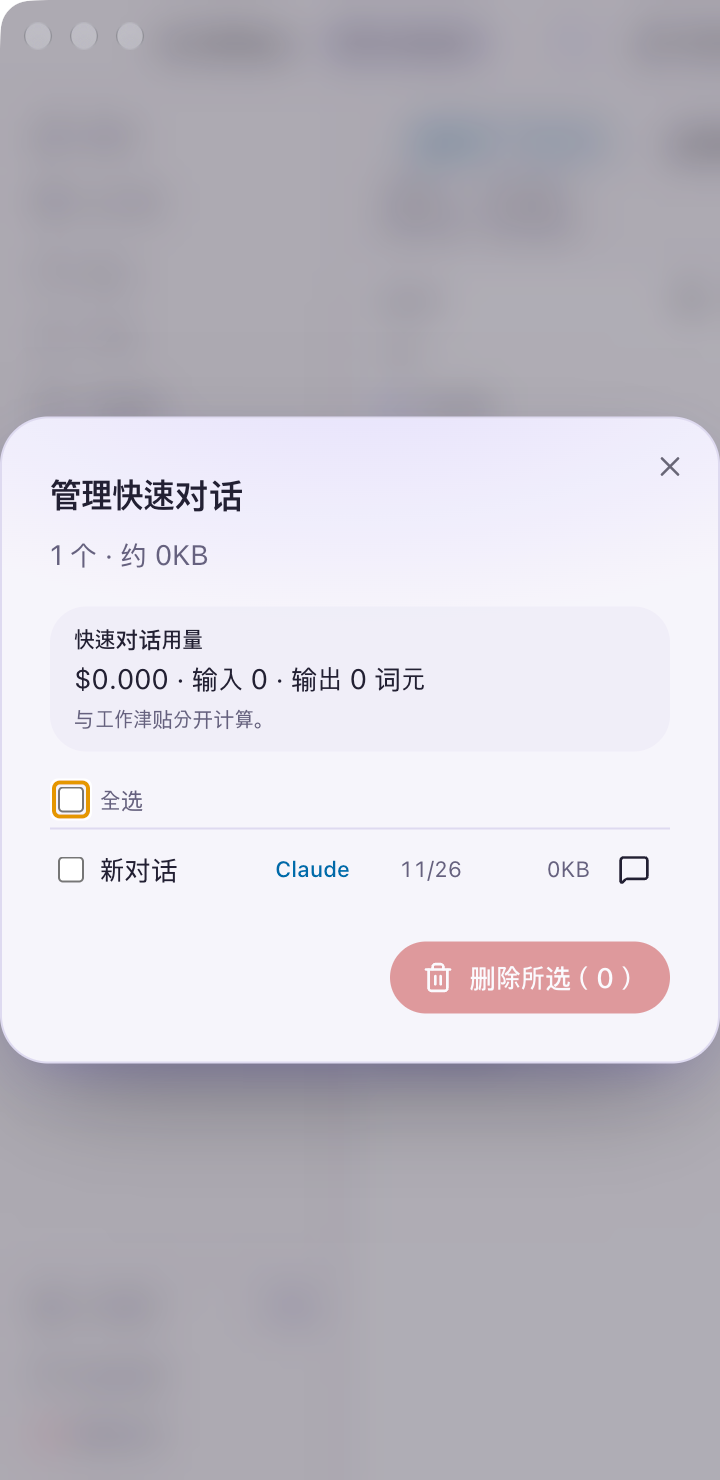 管理快速对话
1 个 · 约 0KB
快速对话用量
$0.000 · 输入 0 · 输出 0 词元
与工作津贴分开计算。
全选
新对话 Claude 11/26 0KB
删除所选（ 0 ）